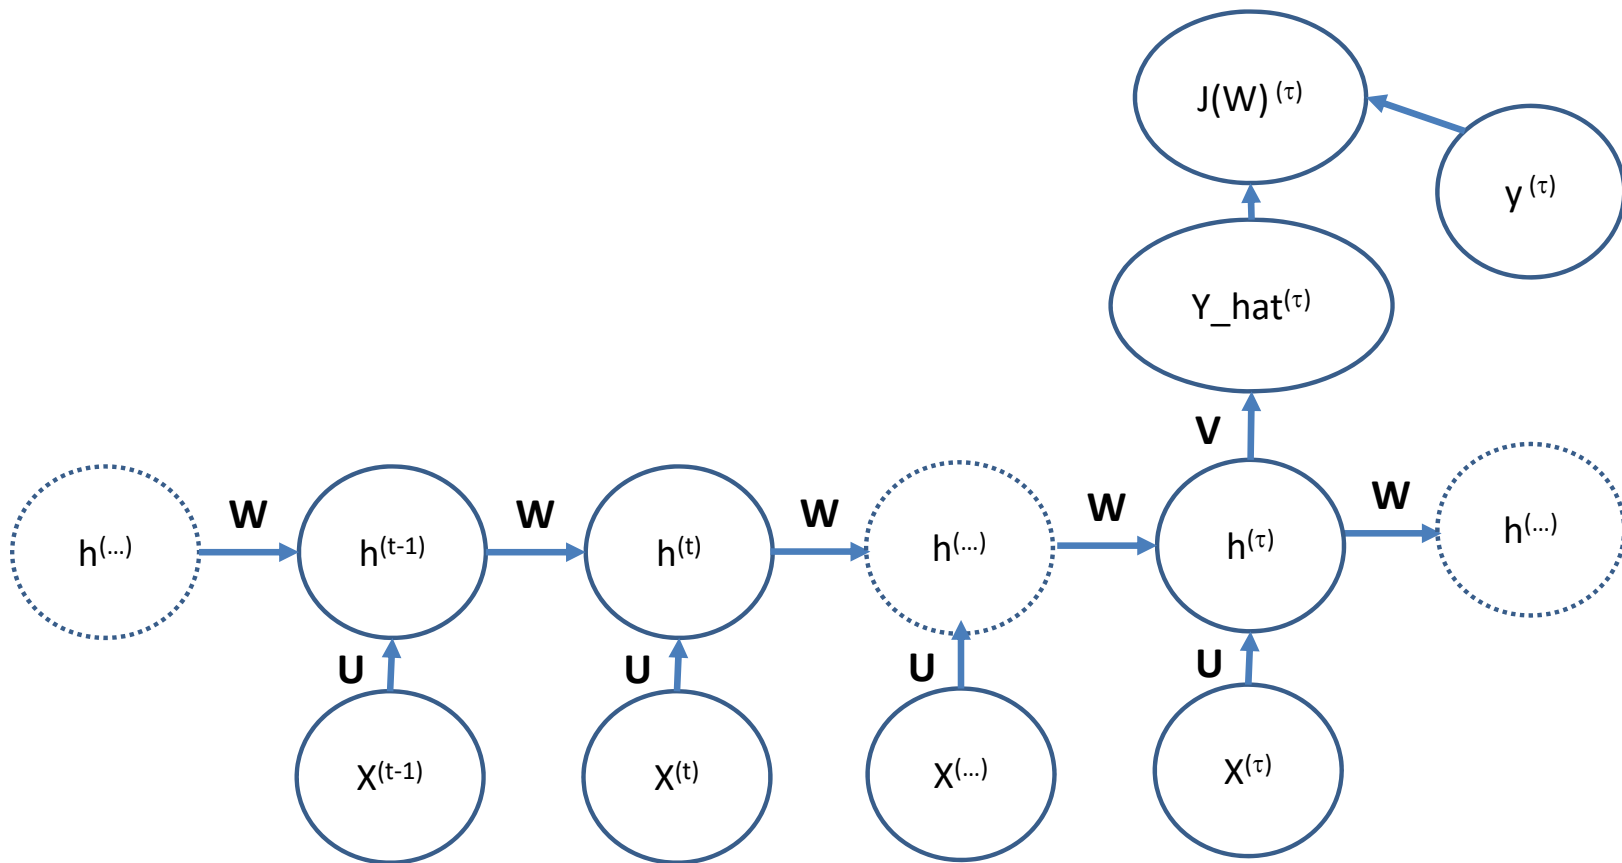 J(W)⁽τ⁾
y⁽τ⁾
Y_hat⁽τ⁾
V
W W W W W
h⁽…⁾ h⁽ᵗ⁻¹⁾ h⁽ᵗ⁾ h⁽…⁾ h⁽τ⁾ h⁽…⁾
U U U U
X⁽ᵗ⁻¹⁾ X⁽ᵗ⁾ X⁽…⁾ X⁽τ⁾